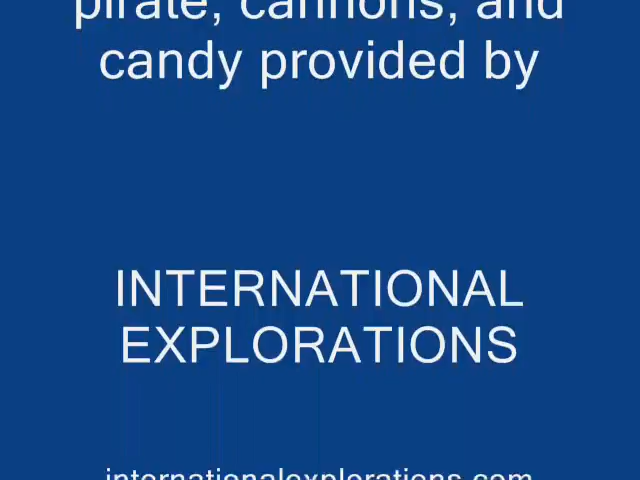 pirate, cannons, and
candy provided by
INTERNATIONAL
EXPLORATIONS
internationalexplorations.com